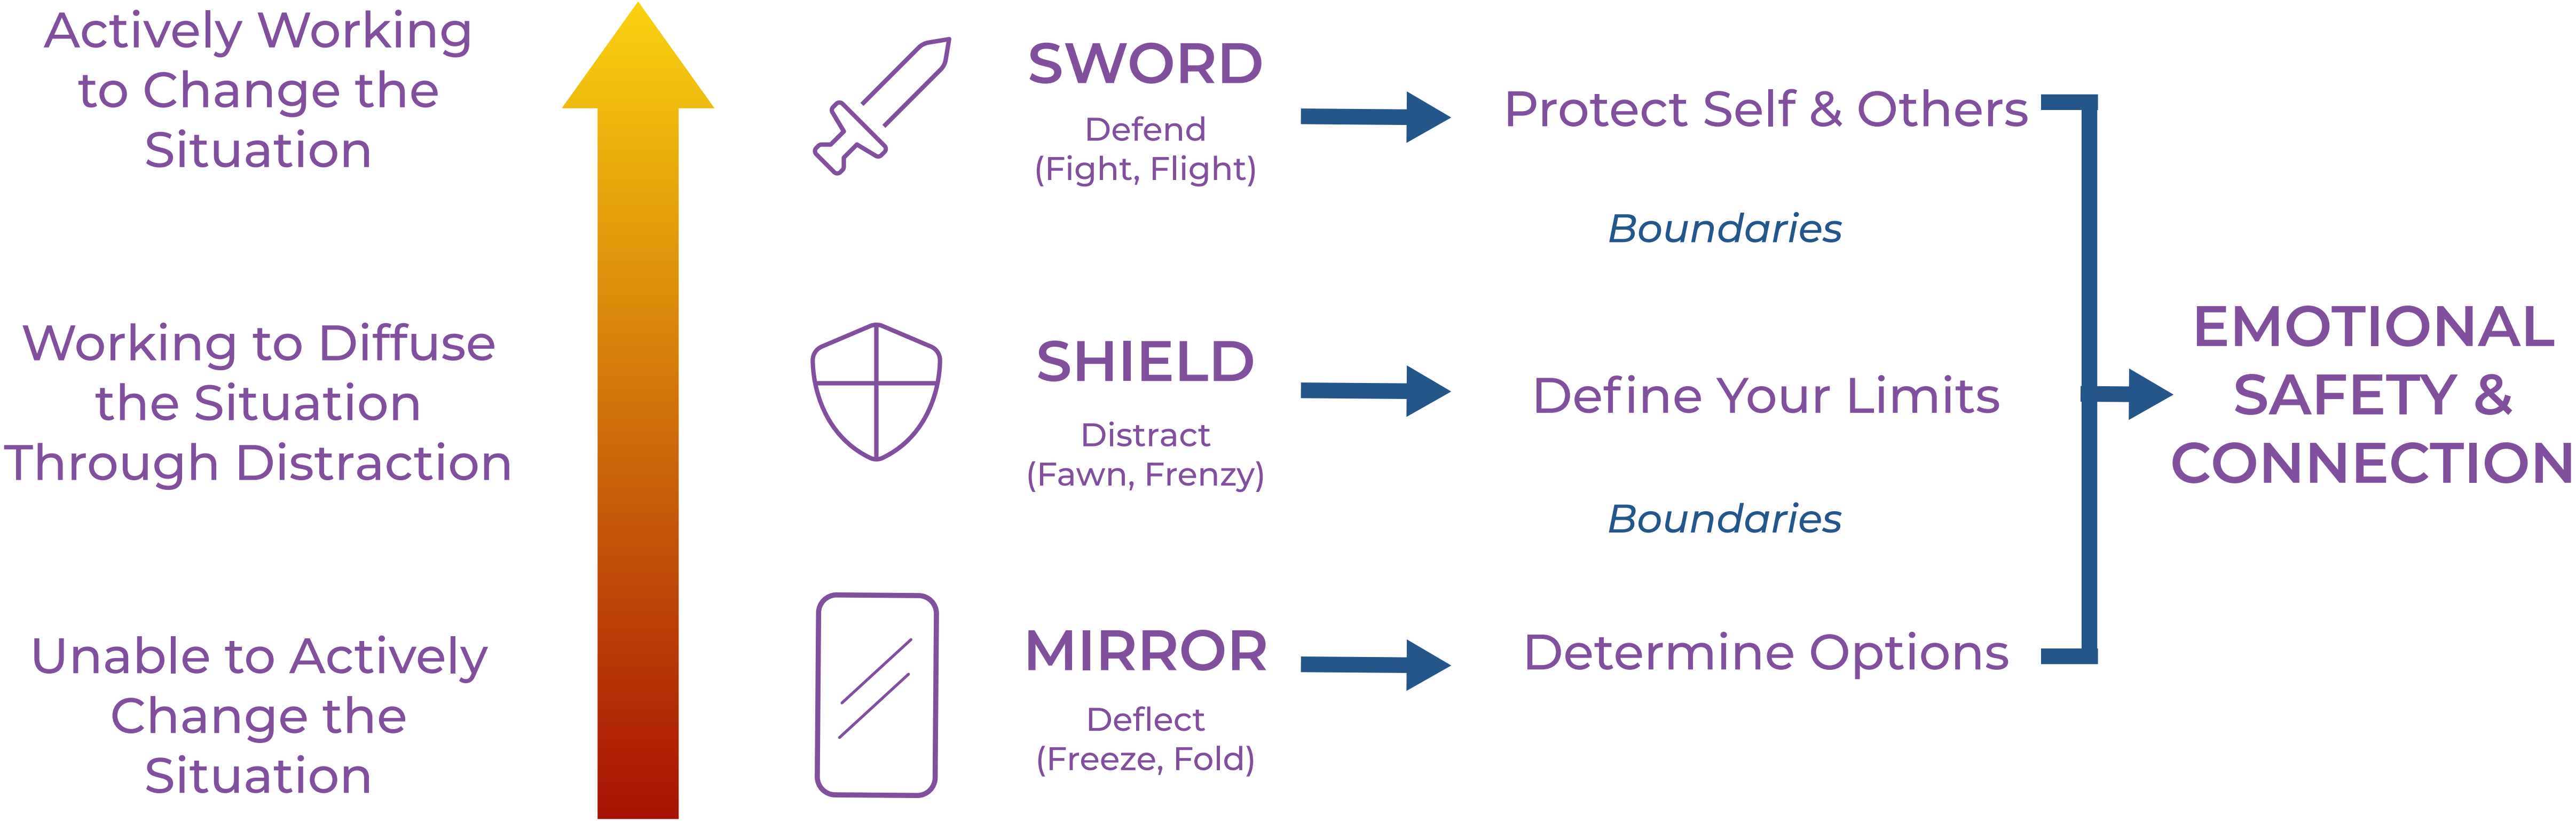 Actively Working
to Change the
Situation
SWORD
Defend
(Fight, Flight)
Protect Self & Others
Boundaries
Working to Diffuse
the Situation
Through Distraction
SHIELD
Distract
(Fawn, Frenzy)
Define Your Limits
Boundaries
Unable to Actively
Change the
Situation
MIRROR
Deflect
(Freeze, Fold)
Determine Options
EMOTIONAL
SAFETY &
CONNECTION